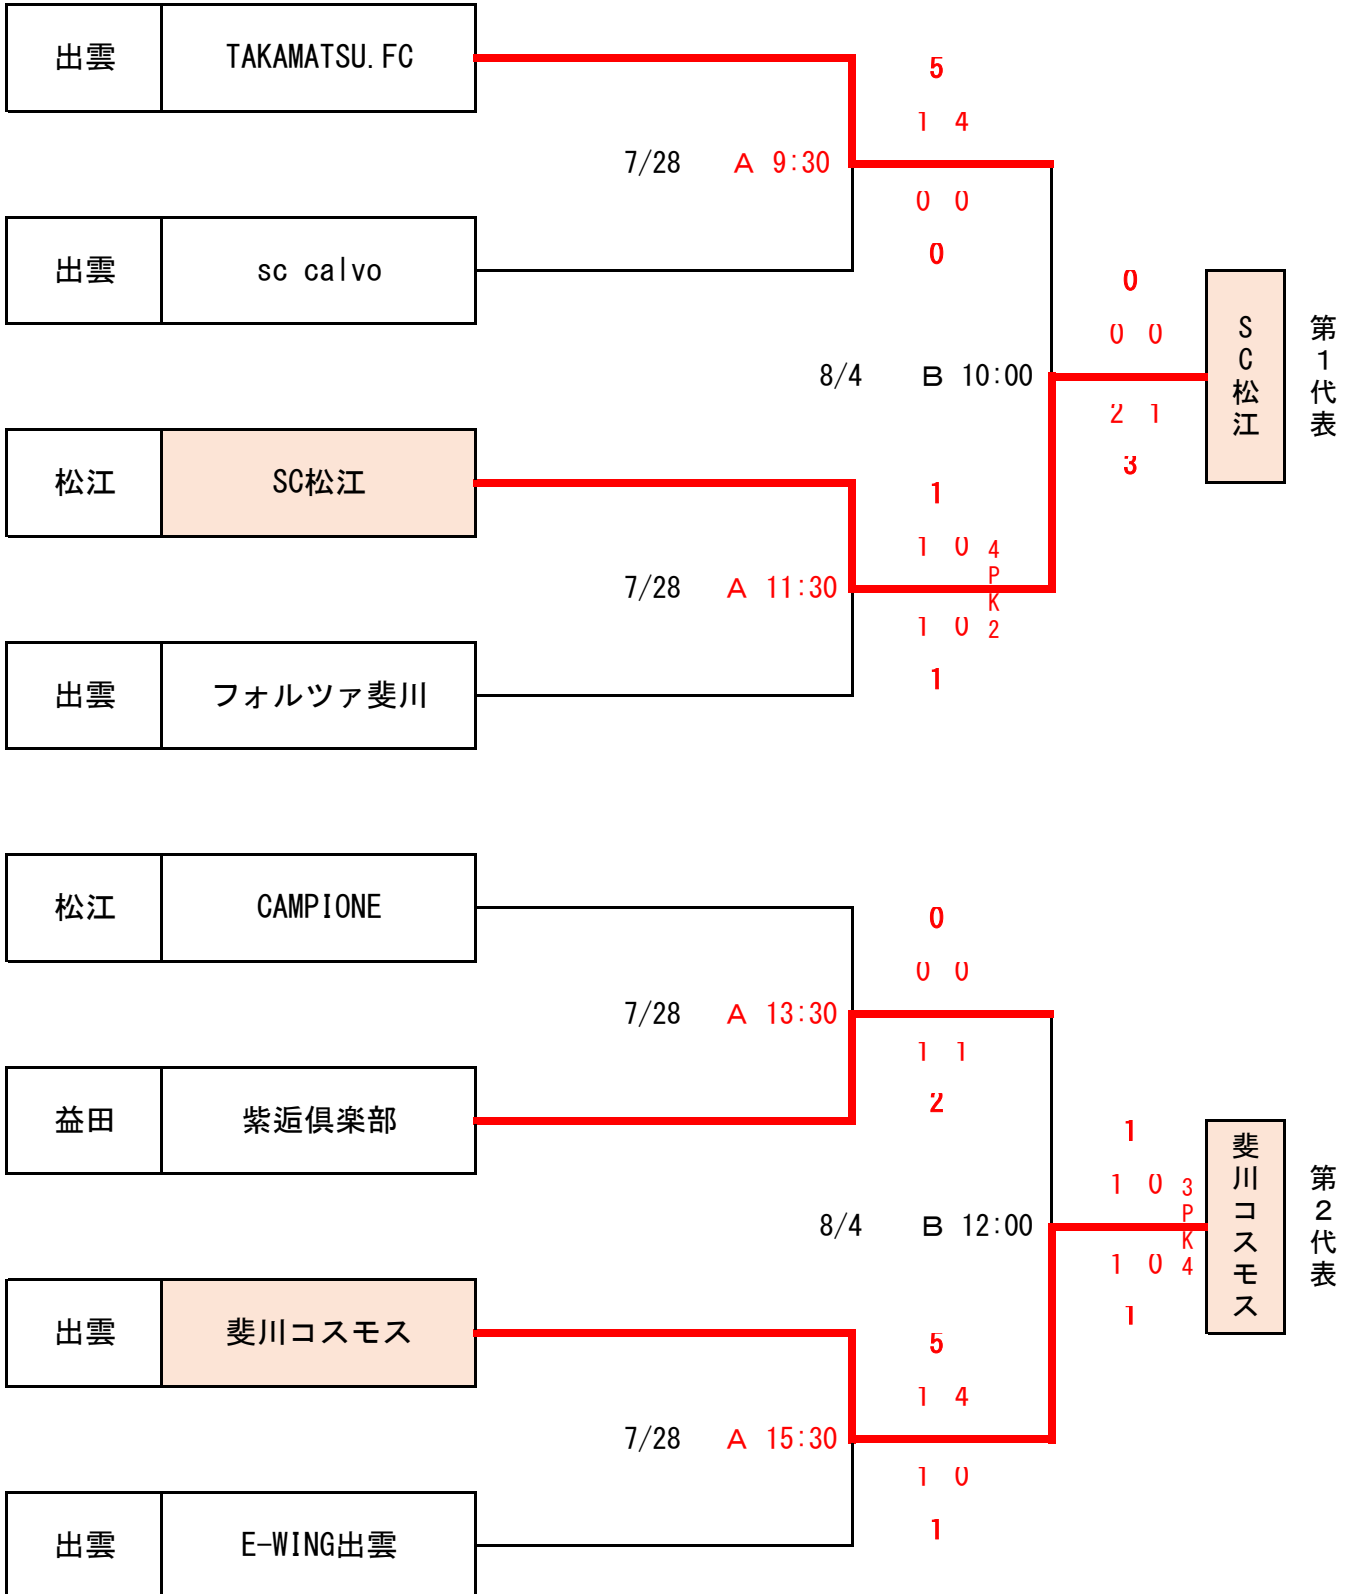 出雲 TAKAMATSU.FC
5
1 4
7/28 A 9:30
0 0
0
出雲 sc calvo
0
0 0
8/4 B 10:00
2 1
3
SC松江
第1代表
松江 SC松江
1
1 0
4PK2
7/28 A 11:30
1 0
1
出雲 フォルツァ斐川
松江 CAMPIONE
0
0 0
7/28 A 13:30
1 1
2
益田 紫逅倶楽部
1
1 0
3PK4
8/4 B 12:00
1 0
1
斐川コスモス
第2代表
出雲 斐川コスモス
5
1 4
7/28 A 15:30
1 0
1
出雲 E-WING出雲